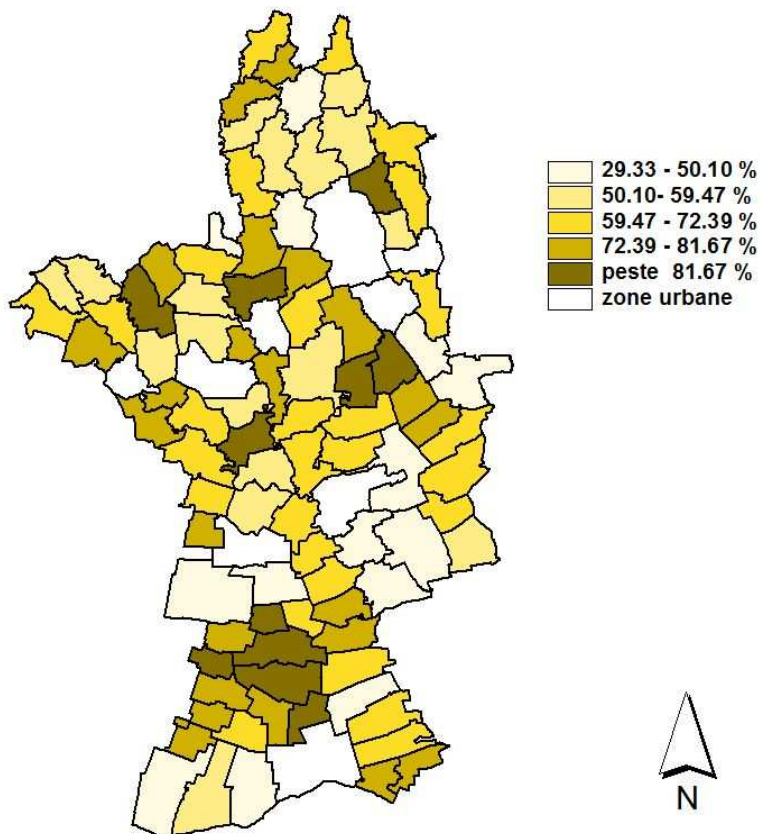 29.33 - 50.10 %
50.10- 59.47 %
59.47 - 72.39 %
72.39 - 81.67 %
peste 81.67 %
zone urbane
N